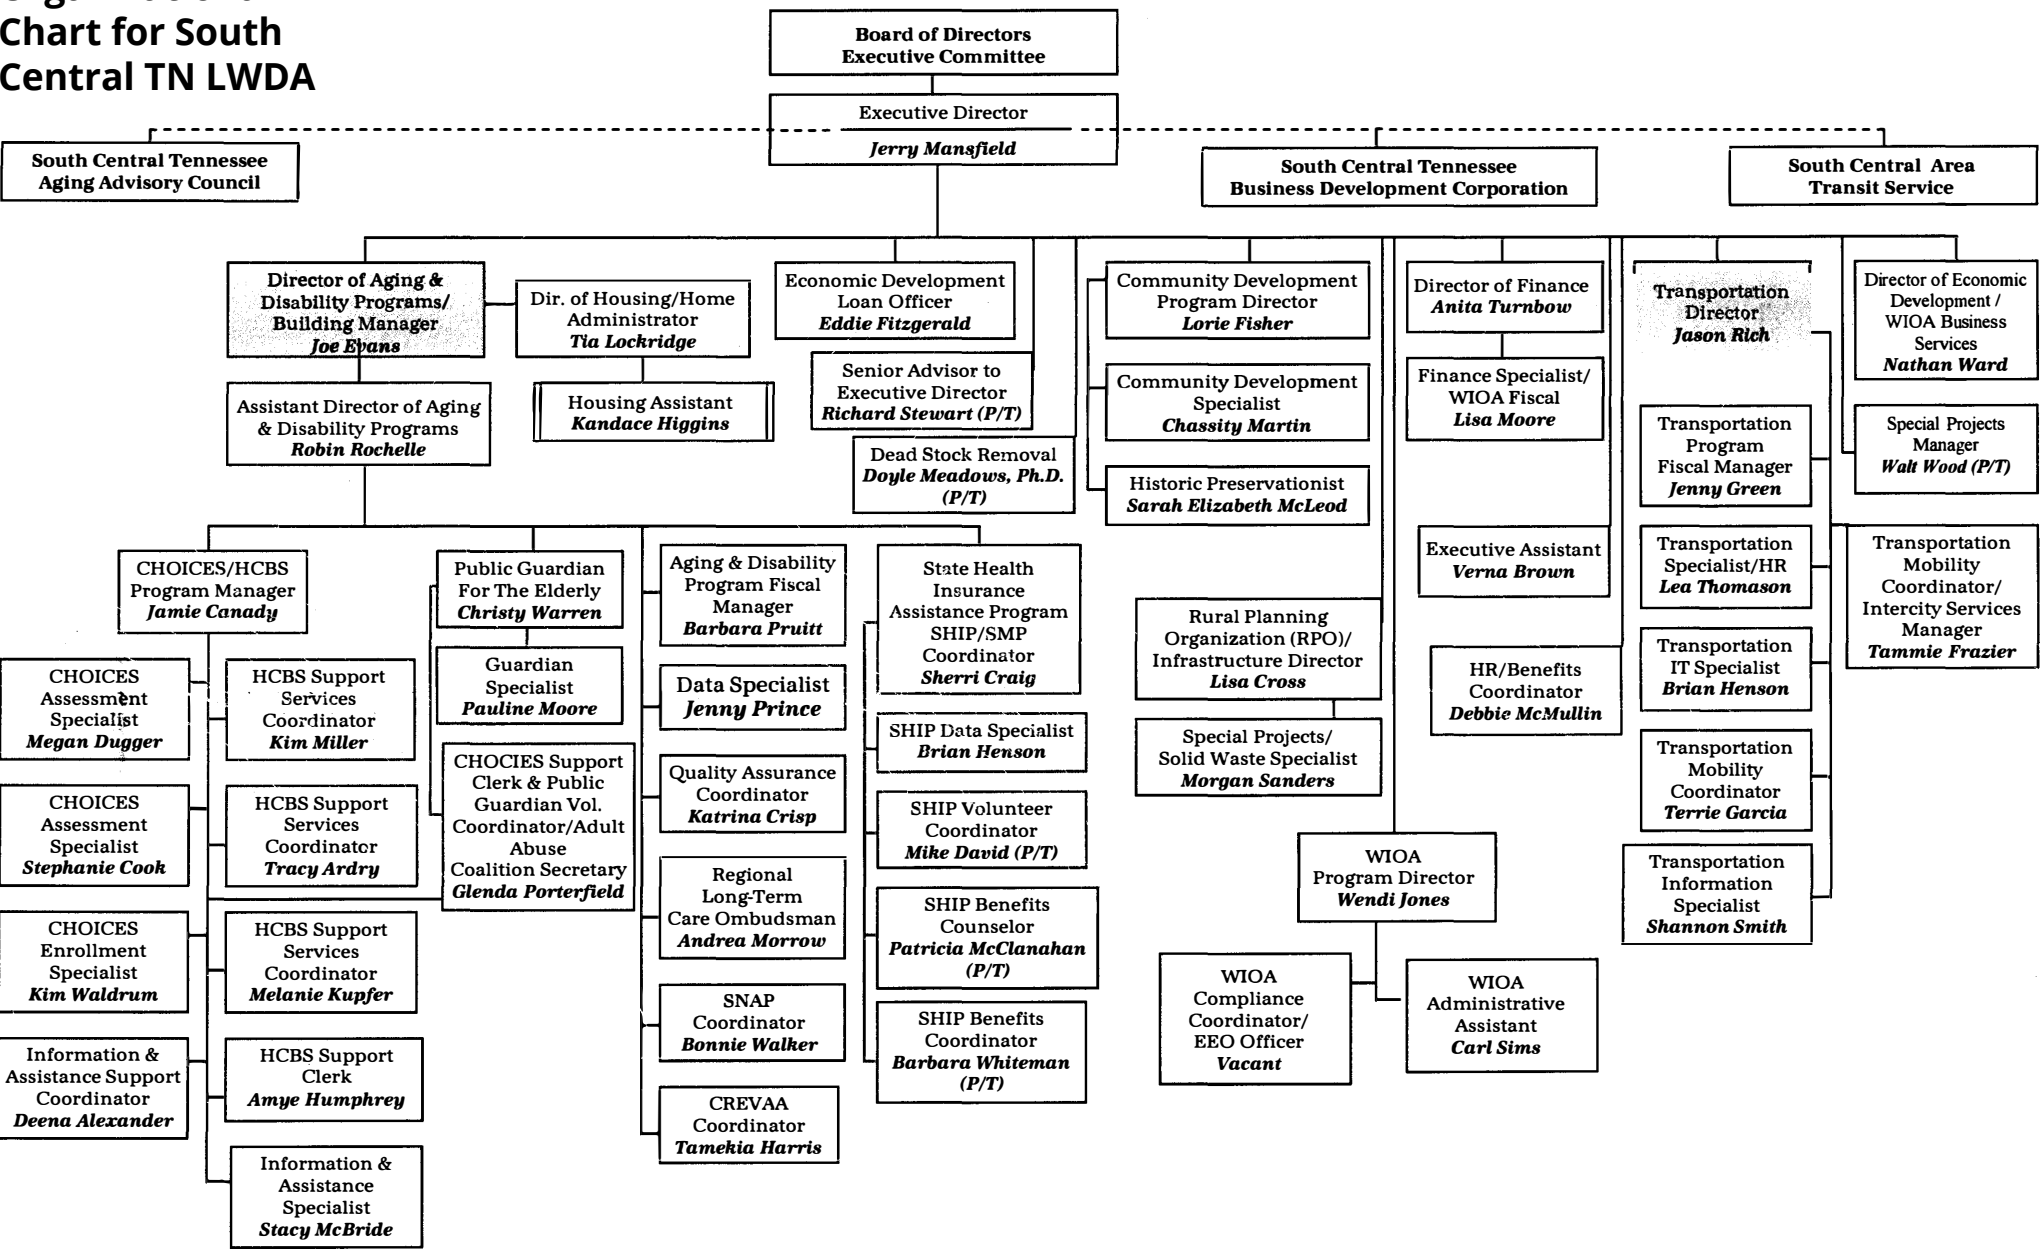 Chart for South
Central TN LWDA
Board of Directors
Executive Committee
Executive Director
Jerry Mansfield
South Central Tennessee
Aging Advisory Council
South Central Tennessee
Business Development Corporation
South Central Area
Transit Service
Director of Aging &
Disability Programs/
Building Manager
Joe Evans
Dir. of Housing/Home
Administrator
Tia Lockridge
Housing Assistant
Kandace Higgins
Assistant Director of Aging
& Disability Programs
Robin Rochelle
Economic Development
Loan Officer
Eddie Fitzgerald
Senior Advisor to
Executive Director
Richard Stewart (P/T)
Dead Stock Removal
Doyle Meadows, Ph.D.
(P/T)
Community Development
Program Director
Lorie Fisher
Community Development
Specialist
Chassity Martin
Historic Preservationist
Sarah Elizabeth McLeod
Director of Finance
Anita Turnbow
Finance Specialist/
WIOA Fiscal
Lisa Moore
Executive Assistant
Verna Brown
HR/Benefits
Coordinator
Debbie McMullin
Transportation
Director
Jason Rich
Transportation
Program
Fiscal Manager
Jenny Green
Transportation
Specialist/HR
Lea Thomason
Transportation
IT Specialist
Brian Henson
Transportation
Mobility
Coordinator
Terrie Garcia
Transportation
Information
Specialist
Shannon Smith
Director of Economic
Development /
WIOA Business
Services
Nathan Ward
Special Projects
Manager
Walt Wood (P/T)
Transportation
Mobility
Coordinator/
Intercity Services
Manager
Tammie Frazier
CHOICES/HCBS
Program Manager
Jamie Canady
CHOICES
Assessment
Specialist
Megan Dugger
CHOICES
Assessment
Specialist
Stephanie Cook
CHOICES
Enrollment
Specialist
Kim Waldrum
Information &
Assistance Support
Coordinator
Deena Alexander
HCBS Support
Services
Coordinator
Kim Miller
HCBS Support
Services
Coordinator
Tracy Ardry
HCBS Support
Services
Coordinator
Melanie Kupfer
HCBS Support
Clerk
Amye Humphrey
Information &
Assistance
Specialist
Stacy McBride
Public Guardian
For The Elderly
Christy Warren
Guardian
Specialist
Pauline Moore
CHOCIES Support
Clerk & Public
Guardian Vol.
Coordinator/Adult
Abuse
Coalition Secretary
Glenda Porterfield
Aging & Disability
Program Fiscal
Manager
Barbara Pruitt
Data Specialist
Jenny Prince
Quality Assurance
Coordinator
Katrina Crisp
Regional
Long-Term
Care Ombudsman
Andrea Morrow
SNAP
Coordinator
Bonnie Walker
CREVAA
Coordinator
Tamekia Harris
State Health
Insurance
Assistance Program
SHIP/SMP
Coordinator
Sherri Craig
SHIP Data Specialist
Brian Henson
SHIP Volunteer
Coordinator
Mike David (P/T)
SHIP Benefits
Counselor
Patricia McClanahan
(P/T)
SHIP Benefits
Coordinator
Barbara Whiteman
(P/T)
Rural Planning
Organization (RPO)/
Infrastructure Director
Lisa Cross
Special Projects/
Solid Waste Specialist
Morgan Sanders
WIOA
Program Director
Wendi Jones
WIOA
Compliance
Coordinator/
EEO Officer
Vacant
WIOA
Administrative
Assistant
Carl Sims